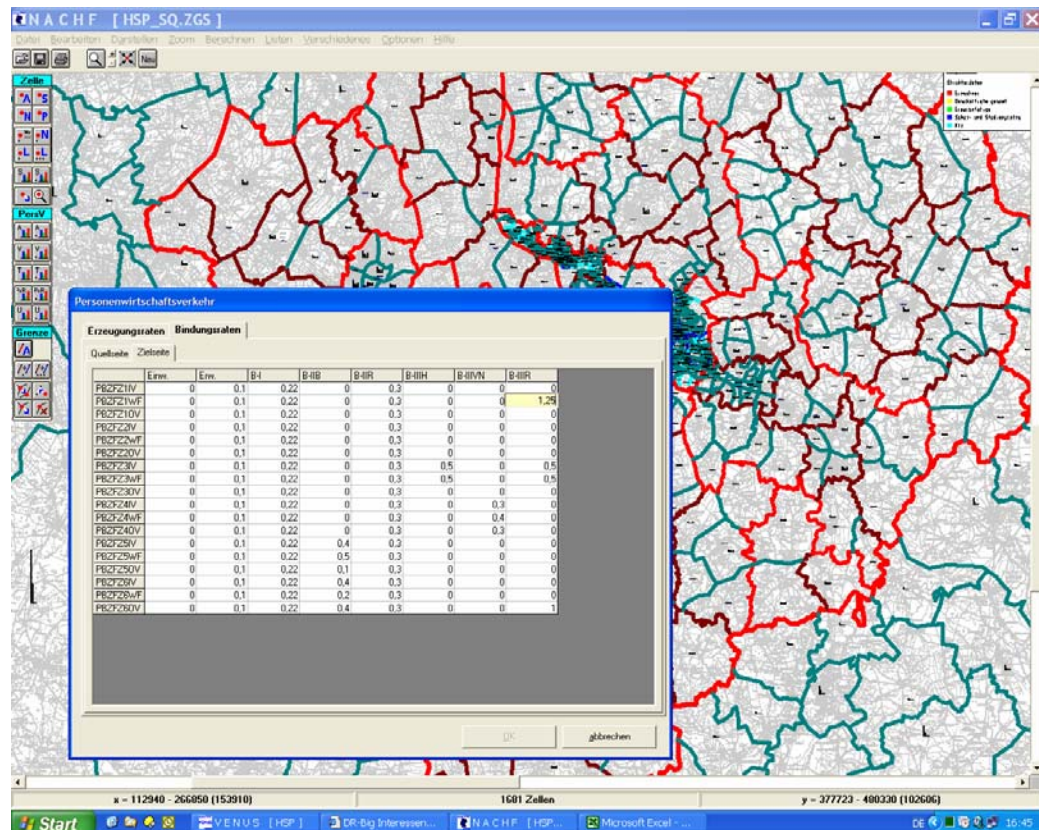 NACHF [ HSP_SQ.ZGS ]
Datei Bearbeiten Darstellen Zoom Berechnen Listen Verschiedenes Optionen Hilfe
Neu
Zelle
PersV
Grenze
Personenwirtschaftsverkehr
Erzeugungsraten Bindungsraten
Quellseite Zielseite
Einw. Erw. B-I B-IIB B-IIR B-IIIH B-IIIVN B-IIIR
PBZFZ1IV 0 0,1 0,22 0 0,3 0 0 0
PBZFZ1WF 0 0,1 0,22 0 0,3 0 0 1,25
PBZFZ1OV 0 0,1 0,22 0 0,3 0 0 0
PBZFZ2IV 0 0,1 0,22 0 0,3 0 0 0
PBZFZ2WF 0 0,1 0,22 0 0,3 0 0 0
PBZFZ2OV 0 0,1 0,22 0 0,3 0 0 0
PBZFZ3IV 0 0,1 0,22 0 0,3 0,5 0 0,5
PBZFZ3WF 0 0,1 0,22 0 0,3 0,5 0 0,5
PBZFZ3OV 0 0,1 0,22 0 0,3 0 0 0
PBZFZ4IV 0 0,1 0,22 0 0,3 0 0,3 0
PBZFZ4WF 0 0,1 0,22 0 0,3 0 0,4 0
PBZFZ4OV 0 0,1 0,22 0 0,3 0 0,3 0
PBZFZ5IV 0 0,1 0,22 0,4 0,3 0 0 0
PBZFZ5WF 0 0,1 0,22 0,5 0,3 0 0 0
PBZFZ5OV 0 0,1 0,22 0,1 0,3 0 0 0
PBZFZ6IV 0 0,1 0,22 0,4 0,3 0 0 0
PBZFZ6WF 0 0,1 0,22 0,2 0,3 0 0 0
PBZFZ6OV 0 0,1 0,22 0,4 0,3 0 0 1
OK abbrechen
x = 112940 - 266850 (153910) 1681 Zellen y = 377723 - 480330 (102606)
Start VENUS [HSP] DR-Big Interessen... NACHF [HSP... Microsoft Excel - ... DE 16:45